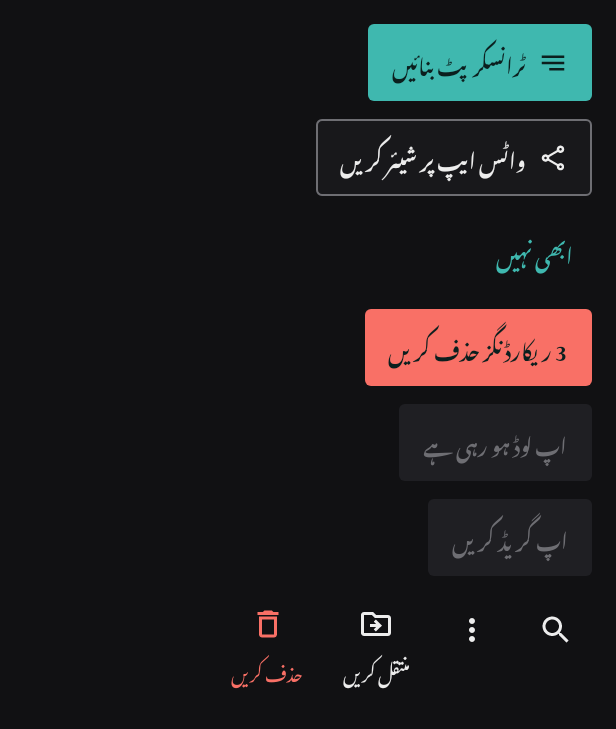 ٹرانسکرپٹ بنائیں
واٹس ایپ پر شیئر کریں
ابھی نہیں
3 ریکارڈنگز حذف کریں
اپ لوڈ ہو رہی ہے
اپ گریڈ کریں
منتقل کریں
حذف کریں